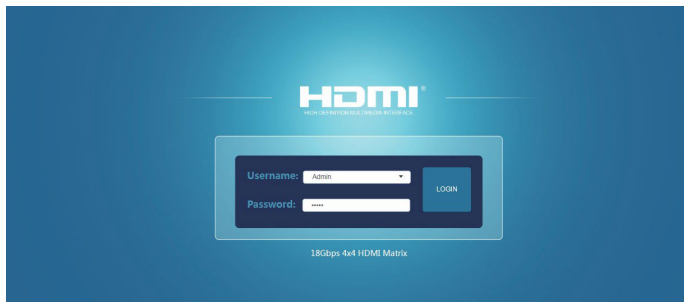 HDMI®
HIGH DEFINITION MULTIMEDIA INTERFACE
Username: Admin
LOGIN
Password: •••••
18Gbps 4x4 HDMI Matrix